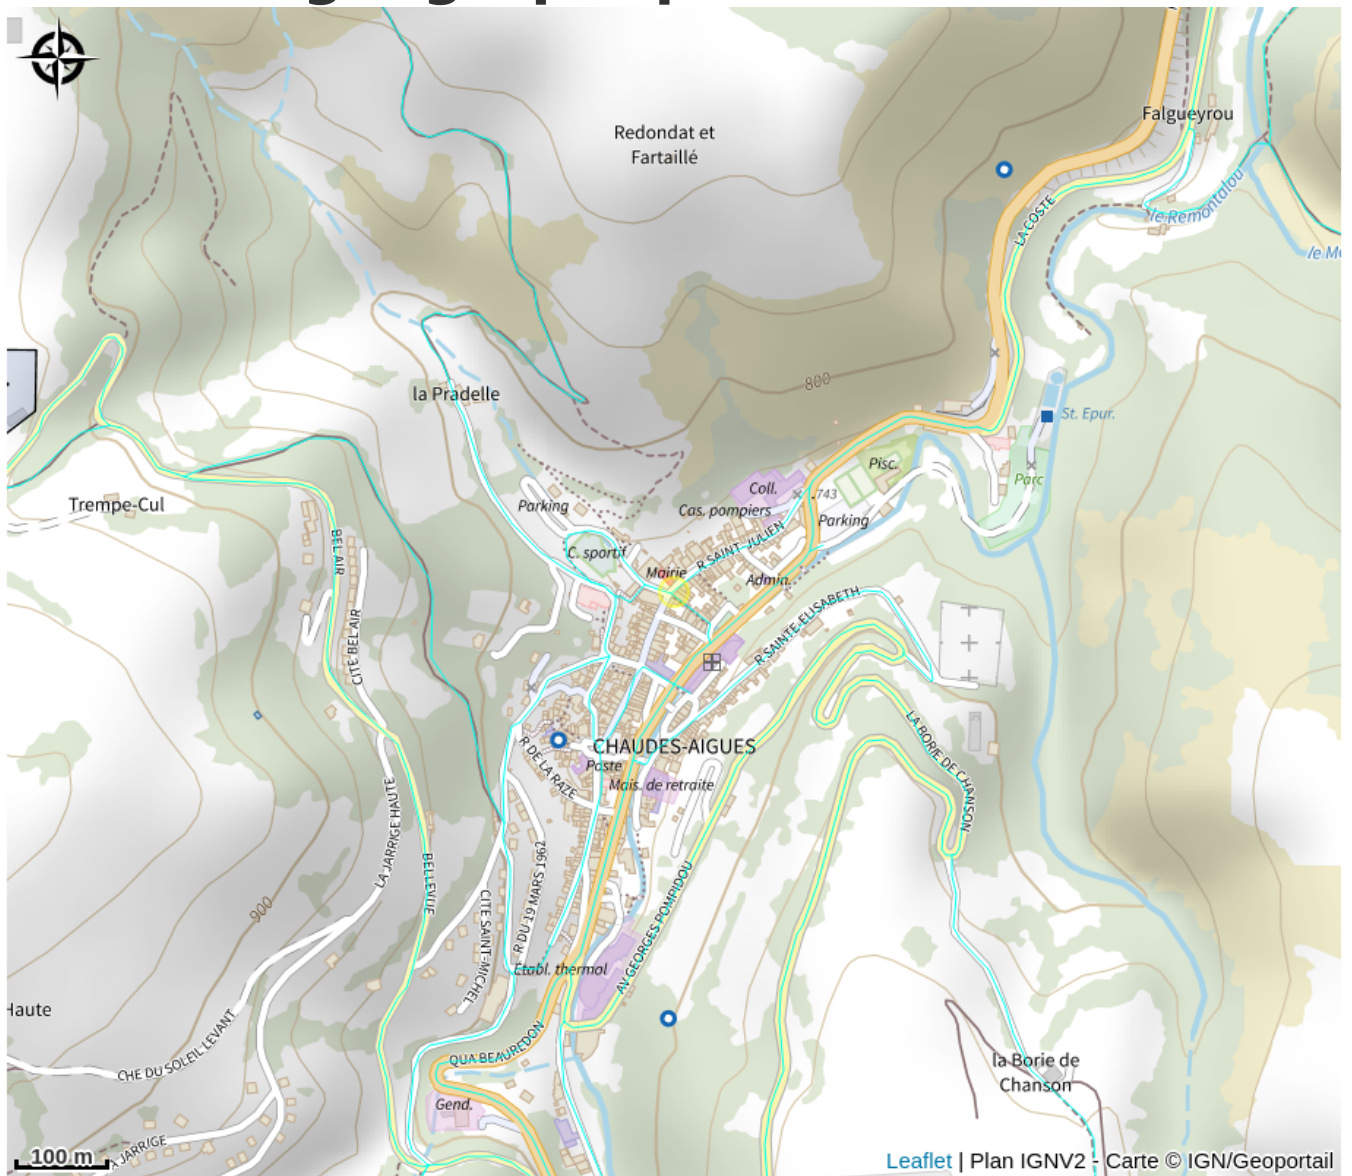 Redondat et
Fartaillé
Falgueyrou
LA COSTE
le Remontalou
800
la Pradelle
St. Epur.
Pisc.
Parc
Coll.
743
Cas. pompiers
Parking
Parking
Trempe-Cul
R SAINT-JULIEN
C. sportif
Mairie
Admin.
BEL AIR
CITE BEL AIR
R SAINTE-ELISABETH
LA BORIE DE CHANSON
CHAUDES-AIGUES
R DE LA RAZE
Poste
Mais. de retraite
LA JARRIGE HAUTE
BELLEVUE
R DU 19 MARS 1962
CITE SAINT-MICHEL
AV GEORGES POMPIDOU
900
Etabl. thermal
Haute
CHE DU SOLEIL LEVANT
QUA BEAUREDON
la Borie de
Chanson
Gend.
A JARRIGE
100 m
Leaflet | Plan IGNV2 - Carte © IGN/Geoportail